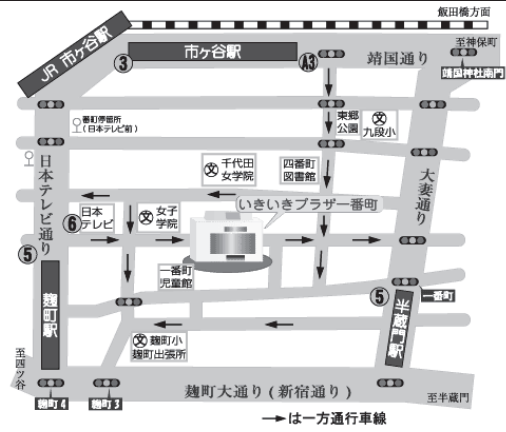 飯田橋方面
JR 市ヶ谷駅
市ヶ谷駅
3
A3
靖国通り
至神保町
靖国神社南門
番町停留所
(日本テレビ前)
東郷
公園
文
九段小
文
千代田
女学院
四番町
図書館
日本テレビ通り
大妻通り
いきいきプラザ一番町
6
日本
テレビ
文
女子
学院
5
一番町
児童館
麹町駅
5
一番町
半蔵門駅
文
麹町小
麹町出張所
至四ツ谷
麹町4
麹町3
麹町大通り(新宿通り)
至半蔵門
→は一方通行車線